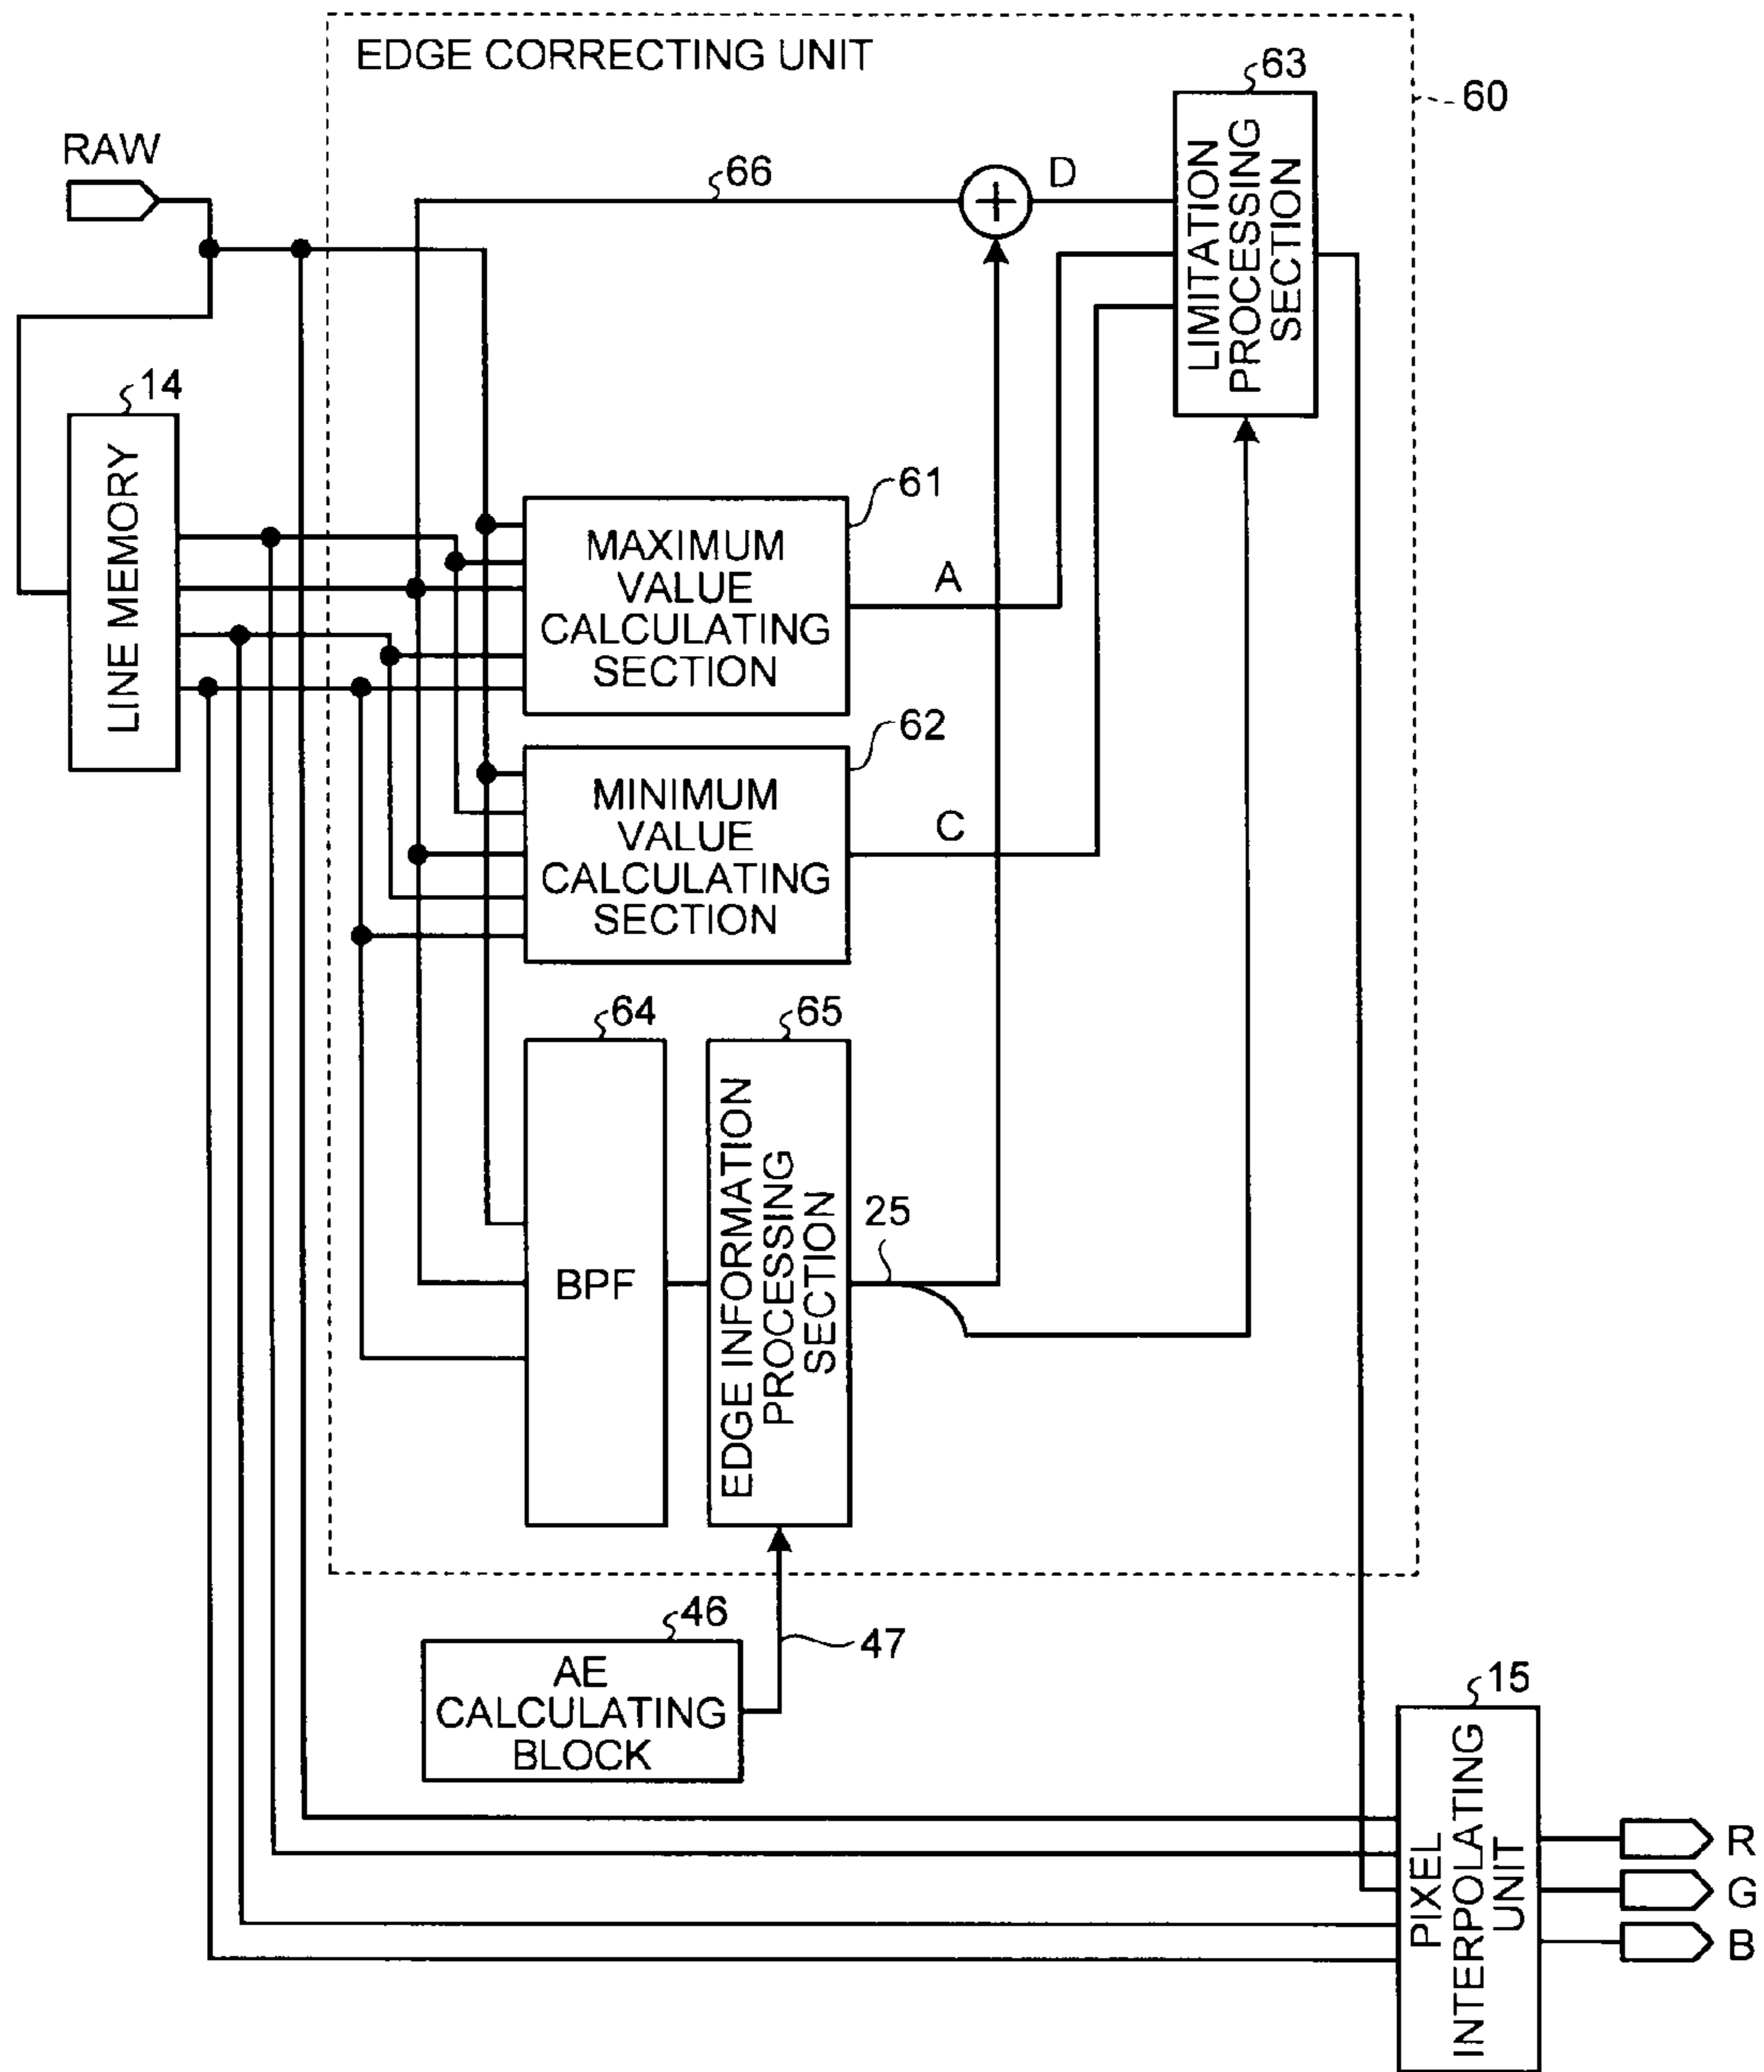 EDGE CORRECTING UNIT
63
60
RAW
66
D
LIMITATION
PROCESSING
SECTION
14
LINE MEMORY
61
MAXIMUM
VALUE
CALCULATING
SECTION
A
62
MINIMUM
VALUE
CALCULATING
SECTION
C
64
65
BPF
EDGE INFORMATION
PROCESSING
SECTION
25
46
47
AE
CALCULATING
BLOCK
15
PIXEL
INTERPOLATING
UNIT
R
G
B